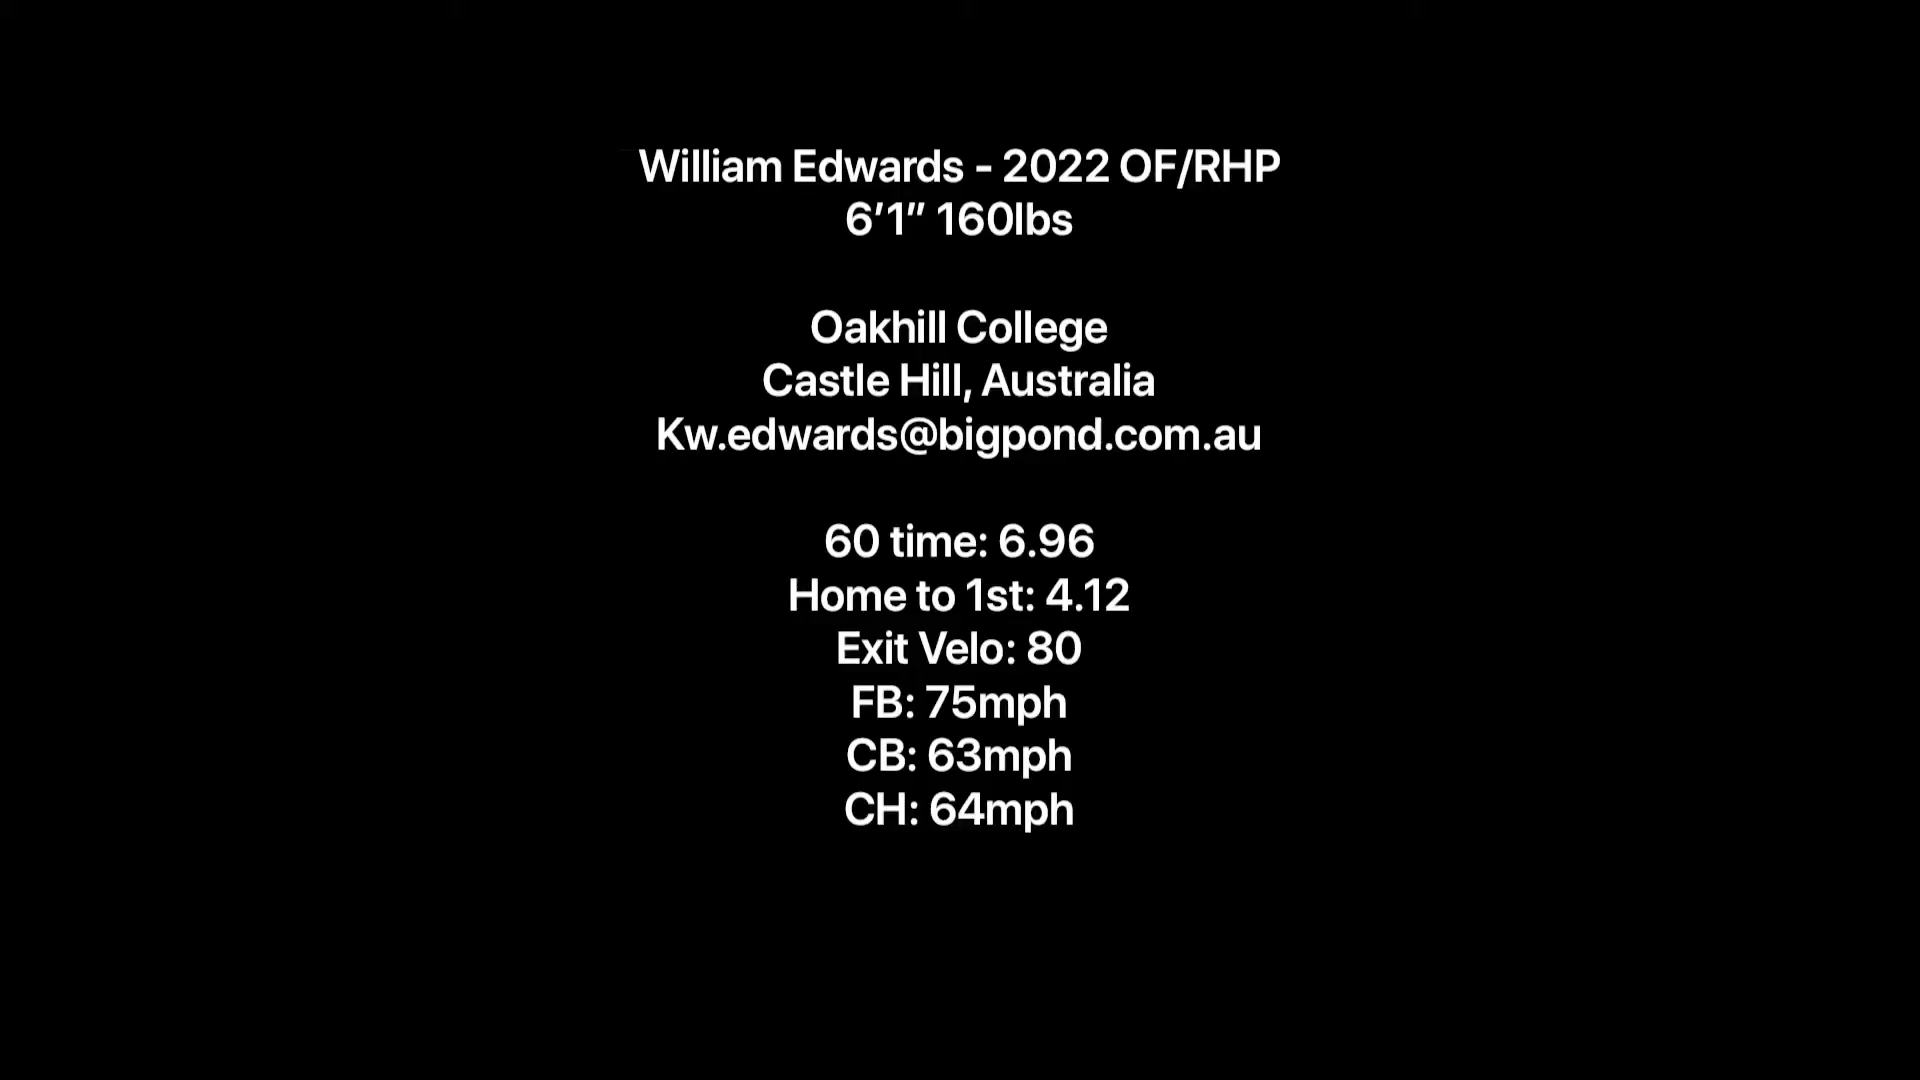 William Edwards - 2022 OF/RHP
6’1” 160lbs
Oakhill College
Castle Hill, Australia
Kw.edwards@bigpond.com.au
60 time: 6.96
Home to 1st: 4.12
Exit Velo: 80
FB: 75mph
CB: 63mph
CH: 64mph